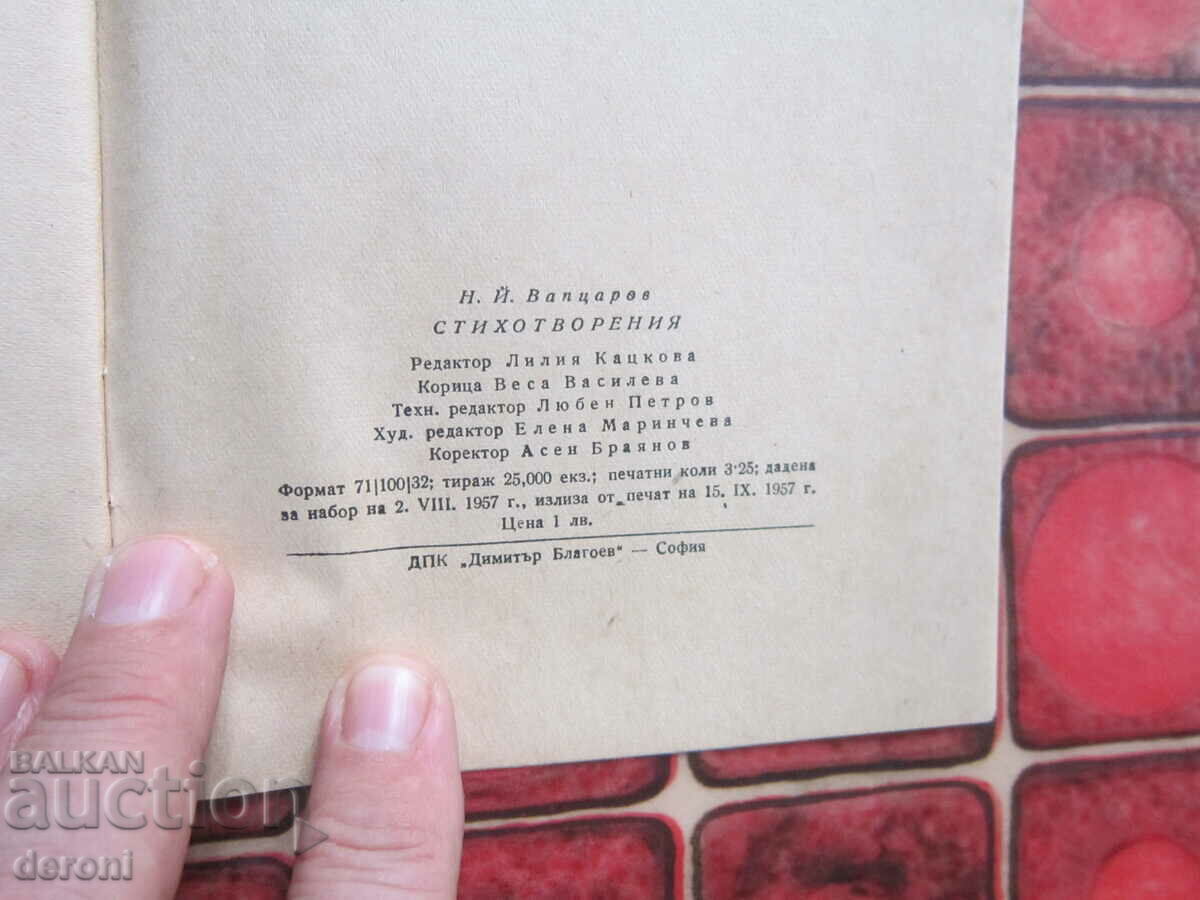 Н. Й. Вапцаров
СТИХОТВОРЕНИЯ
Редактор Лилия Кацкова
Корица Веса Василева
Техн. редактор Любен Петров
Худ. редактор Елена Маринчева
Коректор Асен Браянов
Формат 71|100|32; тираж 25,000 екз.; печатни коли 3·25; дадена
за набор на 2. VIII. 1957 г., излиза от печат на 15. IX. 1957 г.
Цена 1 лв.
ДПК „Димитър Благоев“ — София
BALKAN
auction
deroni